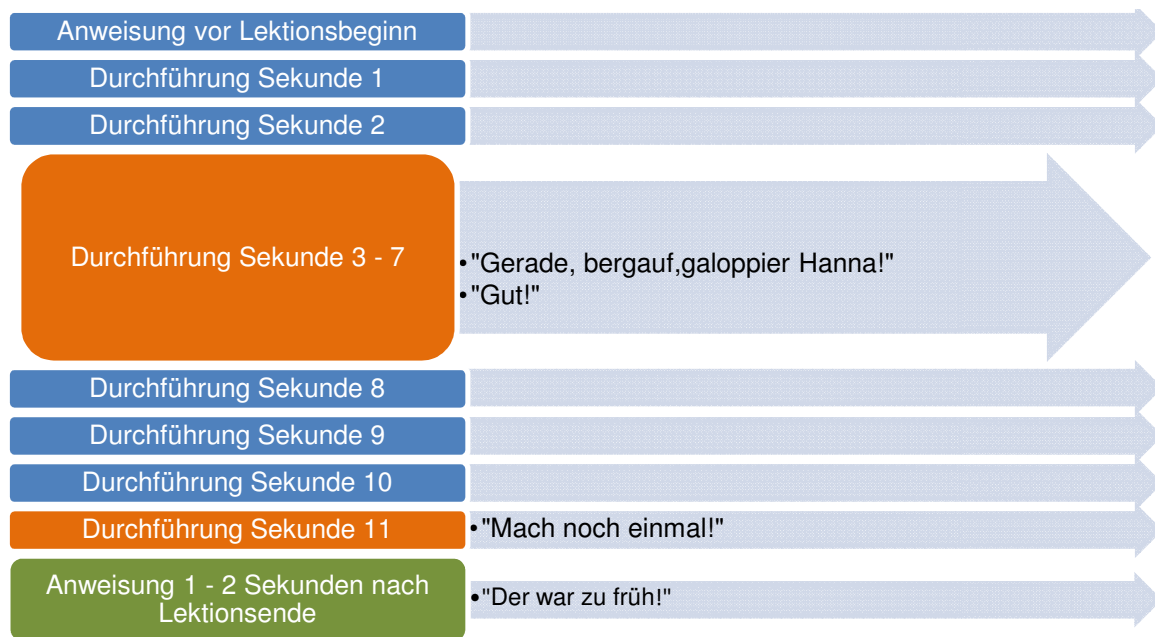 Anweisung vor Lektionsbeginn
Durchführung Sekunde 1
Durchführung Sekunde 2
Durchführung Sekunde 3 - 7
•"Gerade, bergauf,galoppier Hanna!"
•"Gut!"
Durchführung Sekunde 8
Durchführung Sekunde 9
Durchführung Sekunde 10
Durchführung Sekunde 11
•"Mach noch einmal!"
Anweisung 1 - 2 Sekunden nach
Lektionsende
•"Der war zu früh!"